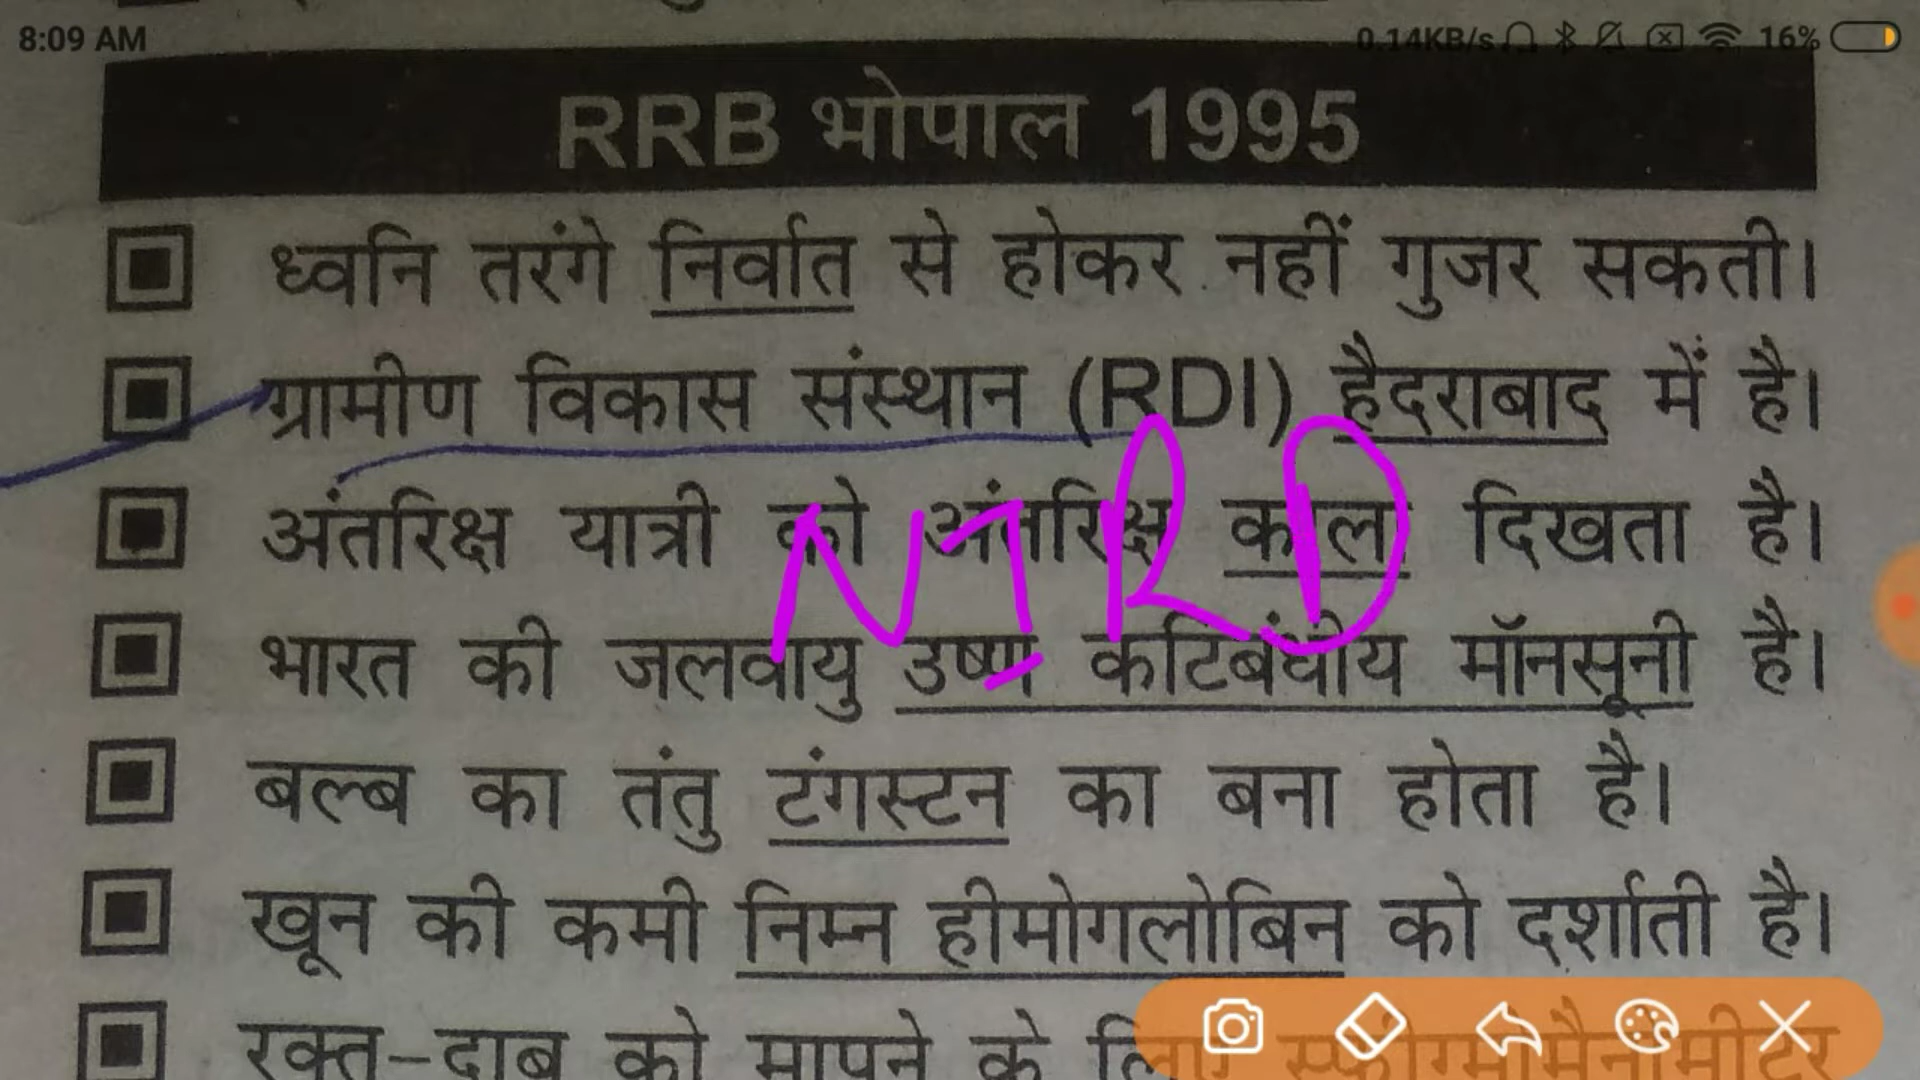 8:09 AM 0.14KB/s 16%
RRB भोपाल 1995
ध्वनि तरंगे निर्वात से होकर नहीं गुजर सकती।
ग्रामीण विकास संस्थान (RDI) हैदराबाद में है।
NIRD
अंतरिक्ष यात्री को अंतरिक्ष काला दिखता है।
भारत की जलवायु उष्ण कटिबंधीय मॉनसूनी है।
बल्ब का तंतु टंगस्टन का बना होता है।
खून की कमी निम्न हीमोगलोबिन को दर्शाती है।
रक्त-दाब को मापने के लिए स्फीग्मोमैनोमीटर